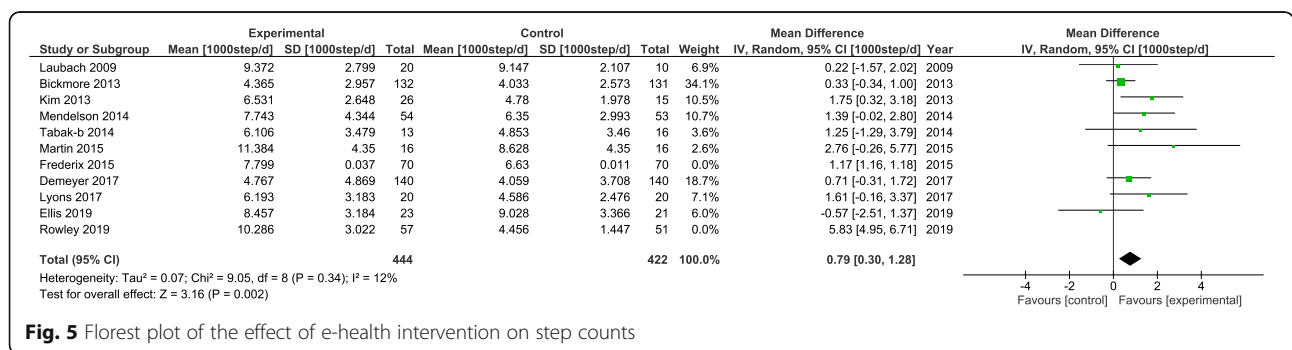 Experimental Control Mean Difference Mean Difference
Study or Subgroup Mean [1000step/d] SD [1000step/d] Total Mean [1000step/d] SD [1000step/d] Total Weight IV, Random, 95% CI [1000step/d] Year IV, Random, 95% CI [1000step/d]
Laubach 2009 9.372 2.799 20 9.147 2.107 10 6.9% 0.22 [-1.57, 2.02] 2009
Bickmore 2013 4.365 2.957 132 4.033 2.573 131 34.1% 0.33 [-0.34, 1.00] 2013
Kim 2013 6.531 2.648 26 4.78 1.978 15 10.5% 1.75 [0.32, 3.18] 2013
Mendelson 2014 7.743 4.344 54 6.35 2.993 53 10.7% 1.39 [-0.02, 2.80] 2014
Tabak-b 2014 6.106 3.479 13 4.853 3.46 16 3.6% 1.25 [-1.29, 3.79] 2014
Martin 2015 11.384 4.35 16 8.628 4.35 16 2.6% 2.76 [-0.26, 5.77] 2015
Frederix 2015 7.799 0.037 70 6.63 0.011 70 0.0% 1.17 [1.16, 1.18] 2015
Demeyer 2017 4.767 4.869 140 4.059 3.708 140 18.7% 0.71 [-0.31, 1.72] 2017
Lyons 2017 6.193 3.183 20 4.586 2.476 20 7.1% 1.61 [-0.16, 3.37] 2017
Ellis 2019 8.457 3.184 23 9.028 3.366 21 6.0% -0.57 [-2.51, 1.37] 2019
Rowley 2019 10.286 3.022 57 4.456 1.447 51 0.0% 5.83 [4.95, 6.71] 2019
Total (95% CI) 444 422 100.0% 0.79 [0.30, 1.28]
Heterogeneity: Tau² = 0.07; Chi² = 9.05, df = 8 (P = 0.34); I² = 12%
Test for overall effect: Z = 3.16 (P = 0.002)
-4 -2 0 2 4
Favours [control] Favours [experimental]
Fig. 5 Florest plot of the effect of e-health intervention on step counts